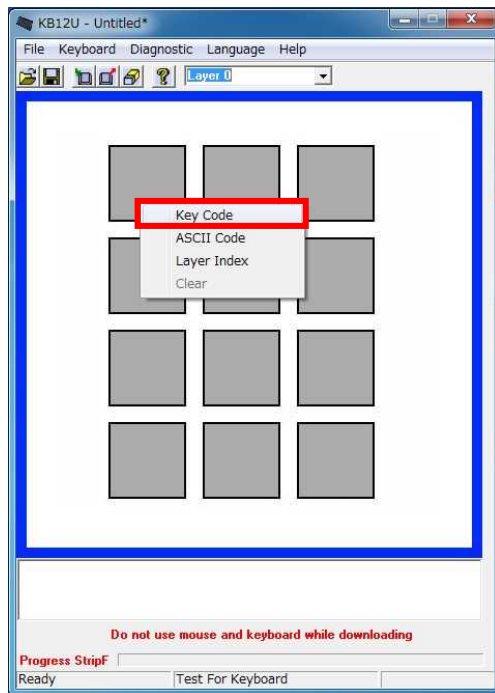 KB12U - Untitled*
File Keyboard Diagnostic Language Help
Layer 0
Key Code
ASCII Code
Layer Index
Clear
Do not use mouse and keyboard while downloading
Progress StripF
Ready Test For Keyboard